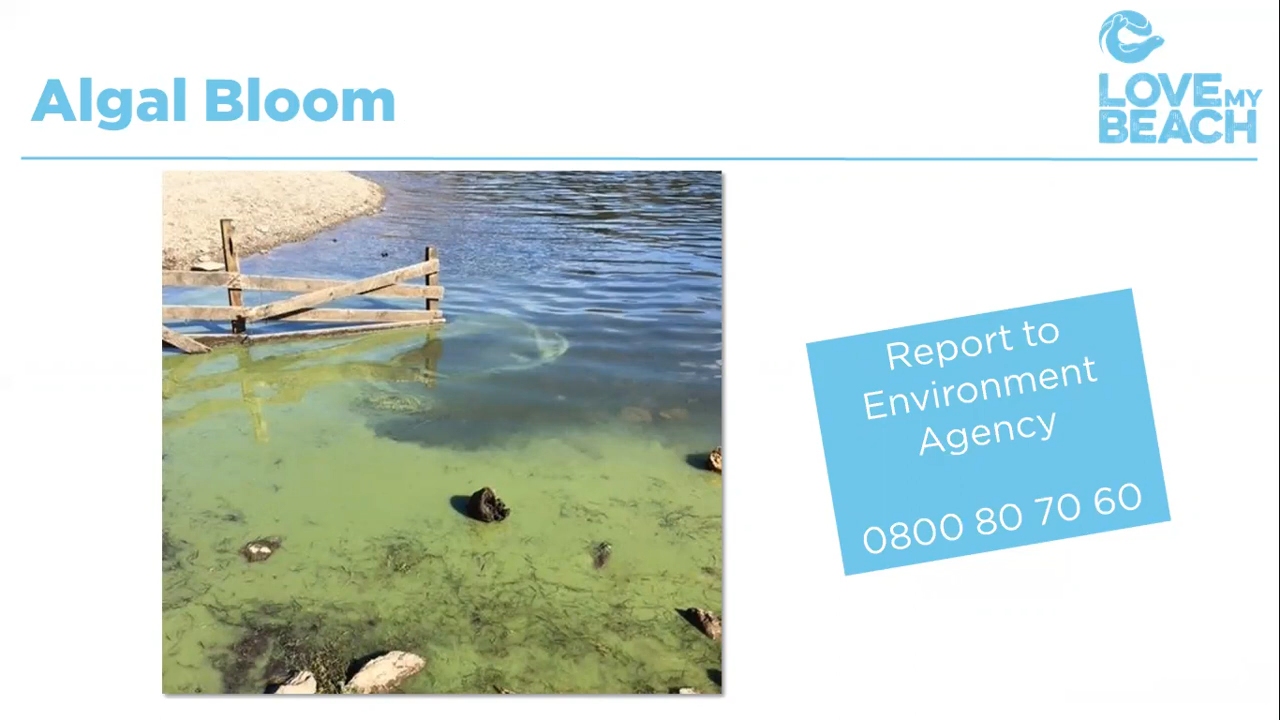 Algal Bloom
LOVE MY
BEACH
Report to
Environment
Agency
0800 80 70 60